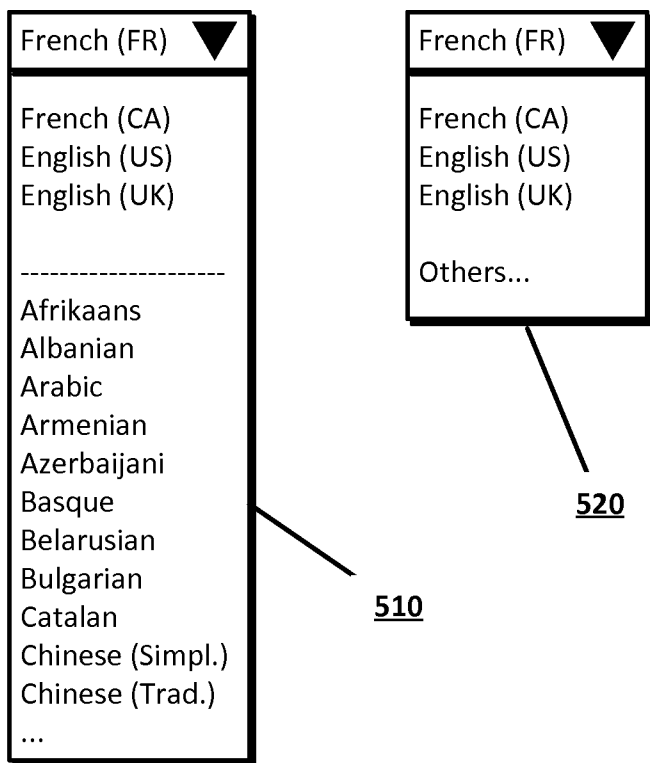 French (FR)
French (CA)
English (US)
English (UK)
---------------------
Afrikaans
Albanian
Arabic
Armenian
Azerbaijani
Basque
Belarusian
Bulgarian
Catalan
Chinese (Simpl.)
Chinese (Trad.)
...
510
French (FR)
French (CA)
English (US)
English (UK)
Others...
520